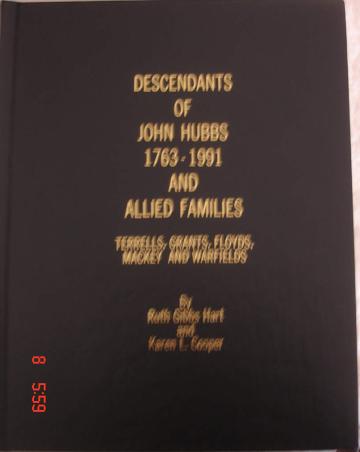 DESCENDANTS
OF
JOHN HUBBS
1763-1991
AND
ALLIED FAMILIES
TERRELLS, GRANTS, FLOYDS,
MACKEY AND WARFIELDS
By
Ruth Gibbs Hart
and
Karen L. Cooper
8 5:59